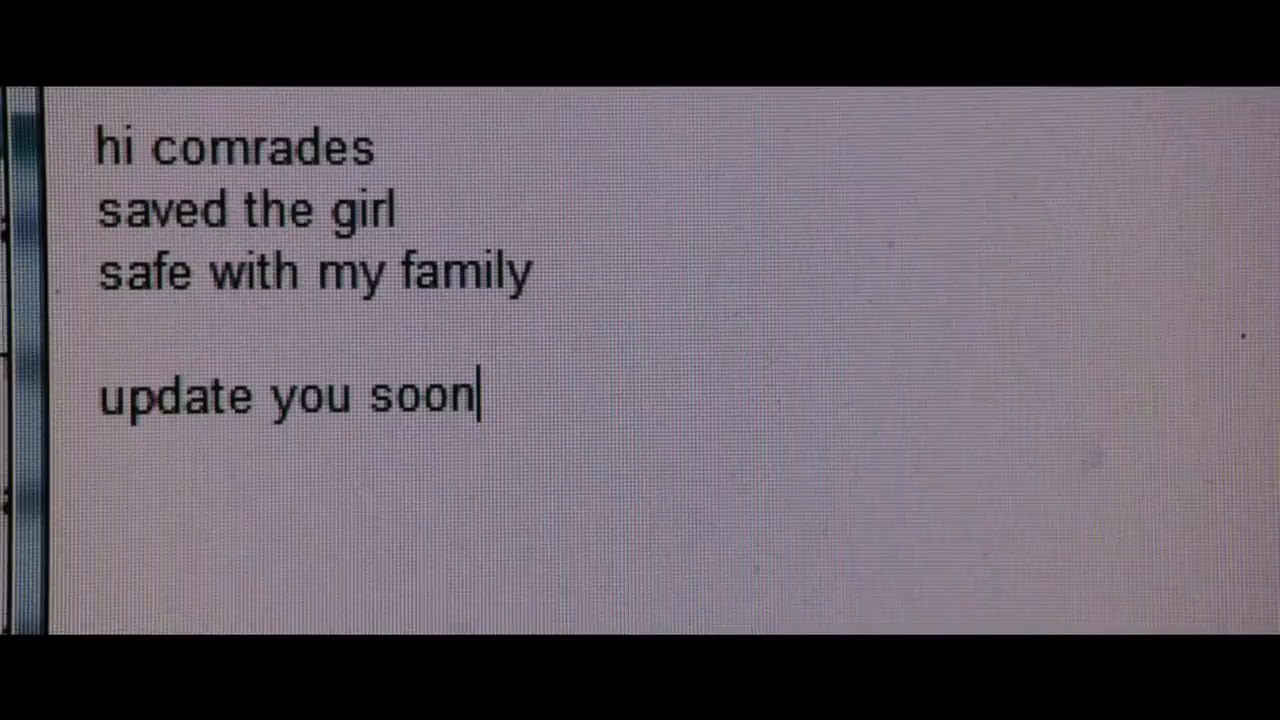 hi comrades
saved the girl
safe with my family
update you soon